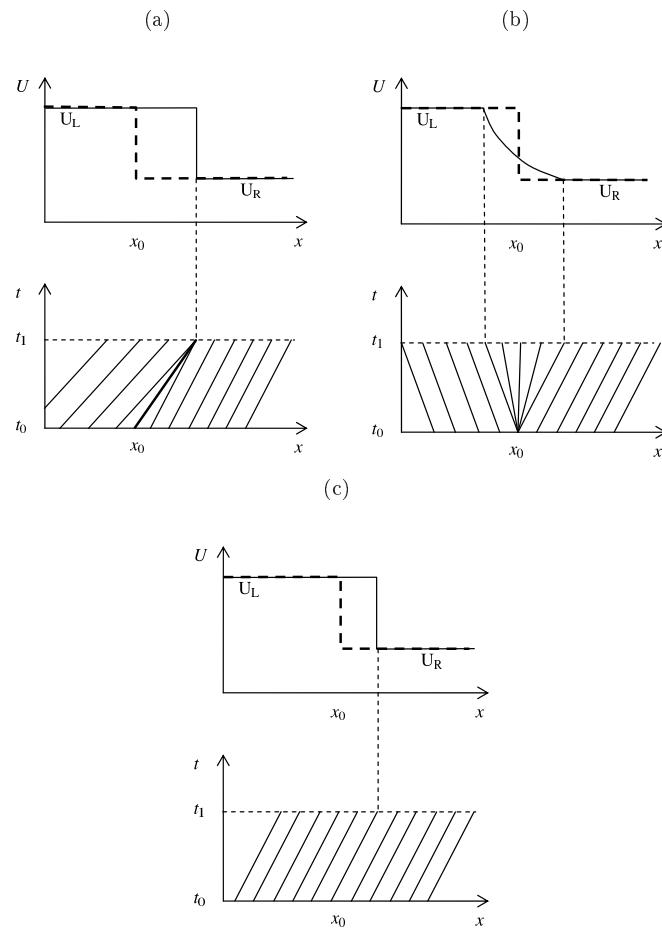 (a)
U
U_L
U_R
x_0
x
t
t_1
t_0
x_0
x
(b)
U
U_L
U_R
x_0
x
t
t_1
t_0
x_0
x
(c)
U
U_L
U_R
x_0
x
t
t_1
t_0
x_0
x